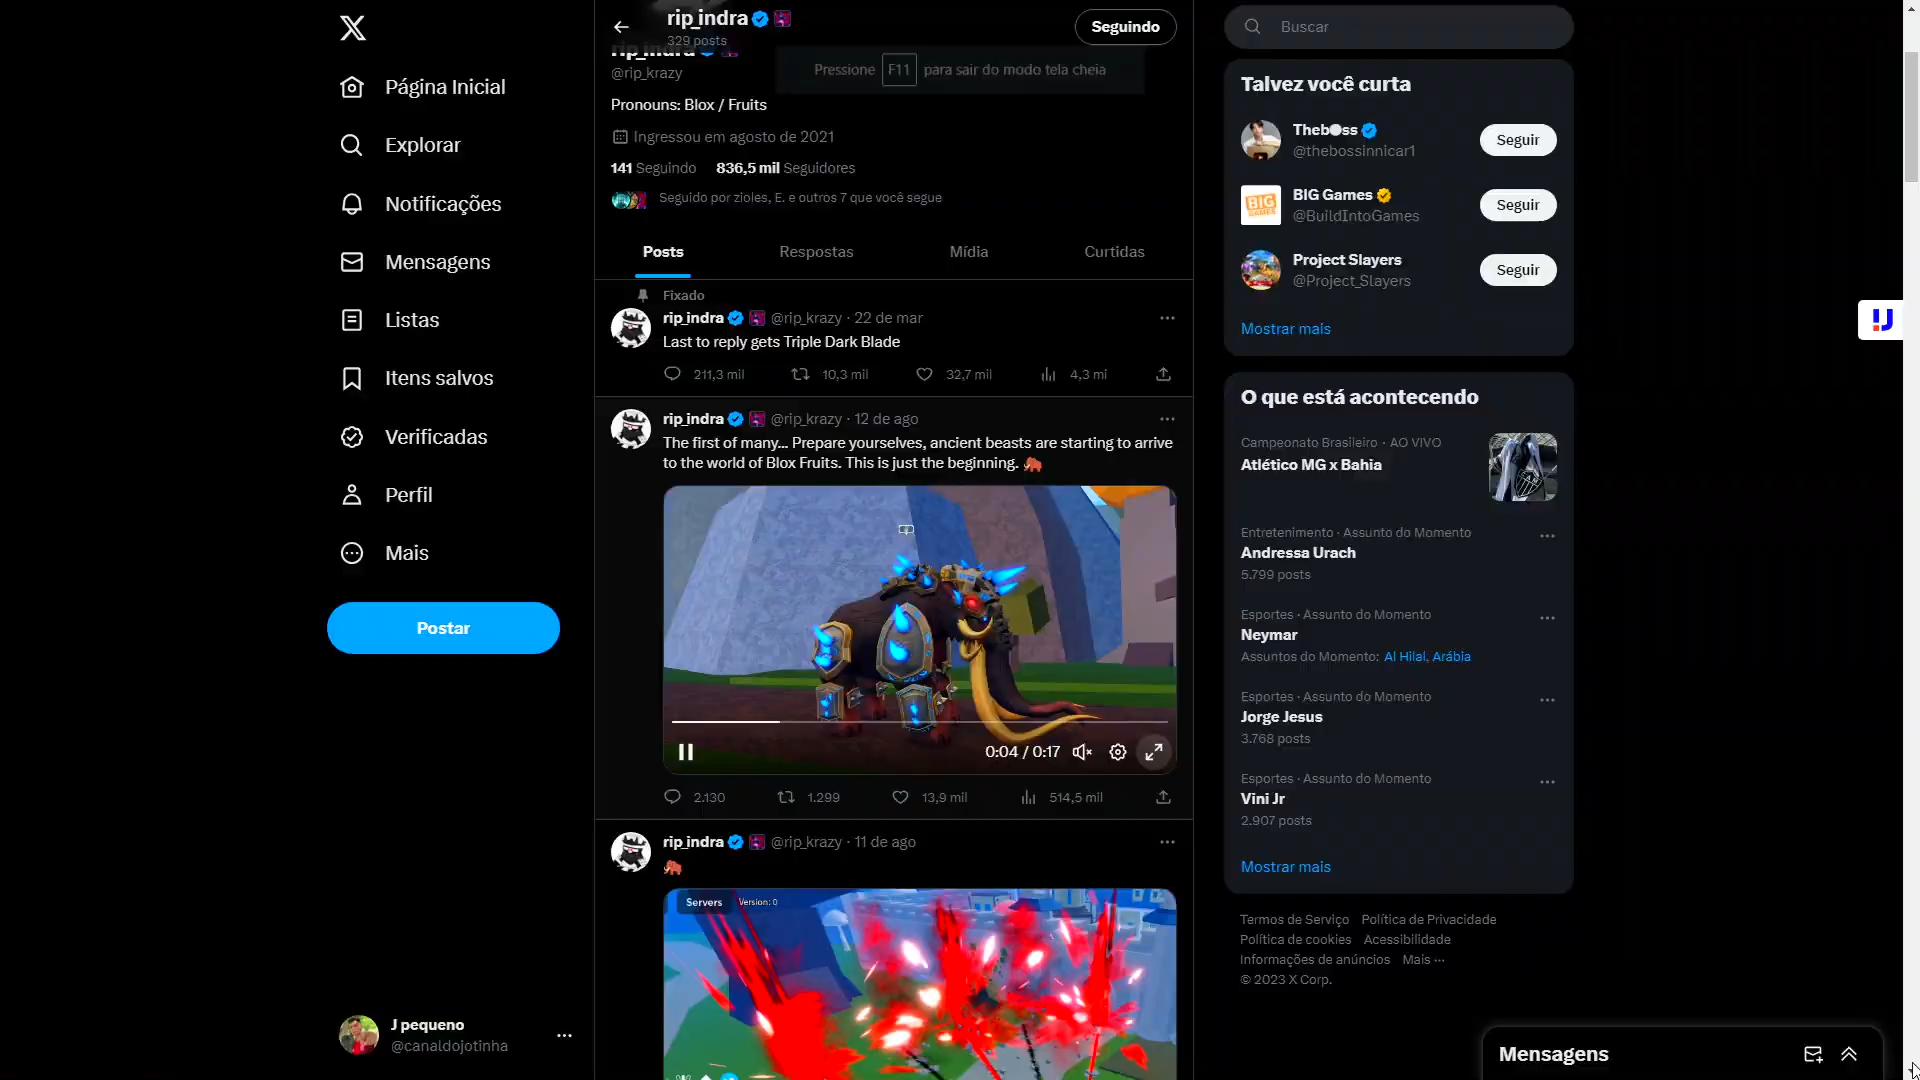 Página Inicial
Explorar
Notificações
Mensagens
Listas
Itens salvos
Verificadas
Perfil
Mais
Postar
J pequeno
@canaldojotinha
rip_indra
329 posts
Seguindo
rip_indra
@rip_krazy
Pressione F11 para sair do modo tela cheia
Pronouns: Blox / Fruits
Ingressou em agosto de 2021
141 Seguindo 836,5 mil Seguidores
Seguido por zioles, E. e outros 7 que você segue
Posts Respostas Mídia Curtidas
Fixado
rip_indra @rip_krazy · 22 de mar
Last to reply gets Triple Dark Blade
211,3 mil 10,3 mil 32,7 mil 4,3 mi
rip_indra @rip_krazy · 12 de ago
The first of many... Prepare yourselves, ancient beasts are starting to arrive
to the world of Blox Fruits. This is just the beginning. 🦣
0:04 / 0:17
2.130 1.299 13,9 mil 514,5 mil
rip_indra @rip_krazy · 11 de ago
🦣
Servers Version: 0
Buscar
Talvez você curta
Theb●ss
@thebossinnicar1
Seguir
BIG GAMES
BIG Games
@BuildIntoGames
Seguir
Project Slayers
@Project_Slayers
Seguir
Mostrar mais
O que está acontecendo
Campeonato Brasileiro · AO VIVO
Atlético MG x Bahia
Entretenimento · Assunto do Momento
Andressa Urach
5.799 posts
Esportes · Assunto do Momento
Neymar
Assuntos do Momento: Al Hilal, Arábia
Esportes · Assunto do Momento
Jorge Jesus
3.768 posts
Esportes · Assunto do Momento
Vini Jr
2.907 posts
Mostrar mais
Termos de Serviço Política de Privacidade
Política de cookies Acessibilidade
Informações de anúncios Mais ···
© 2023 X Corp.
Mensagens